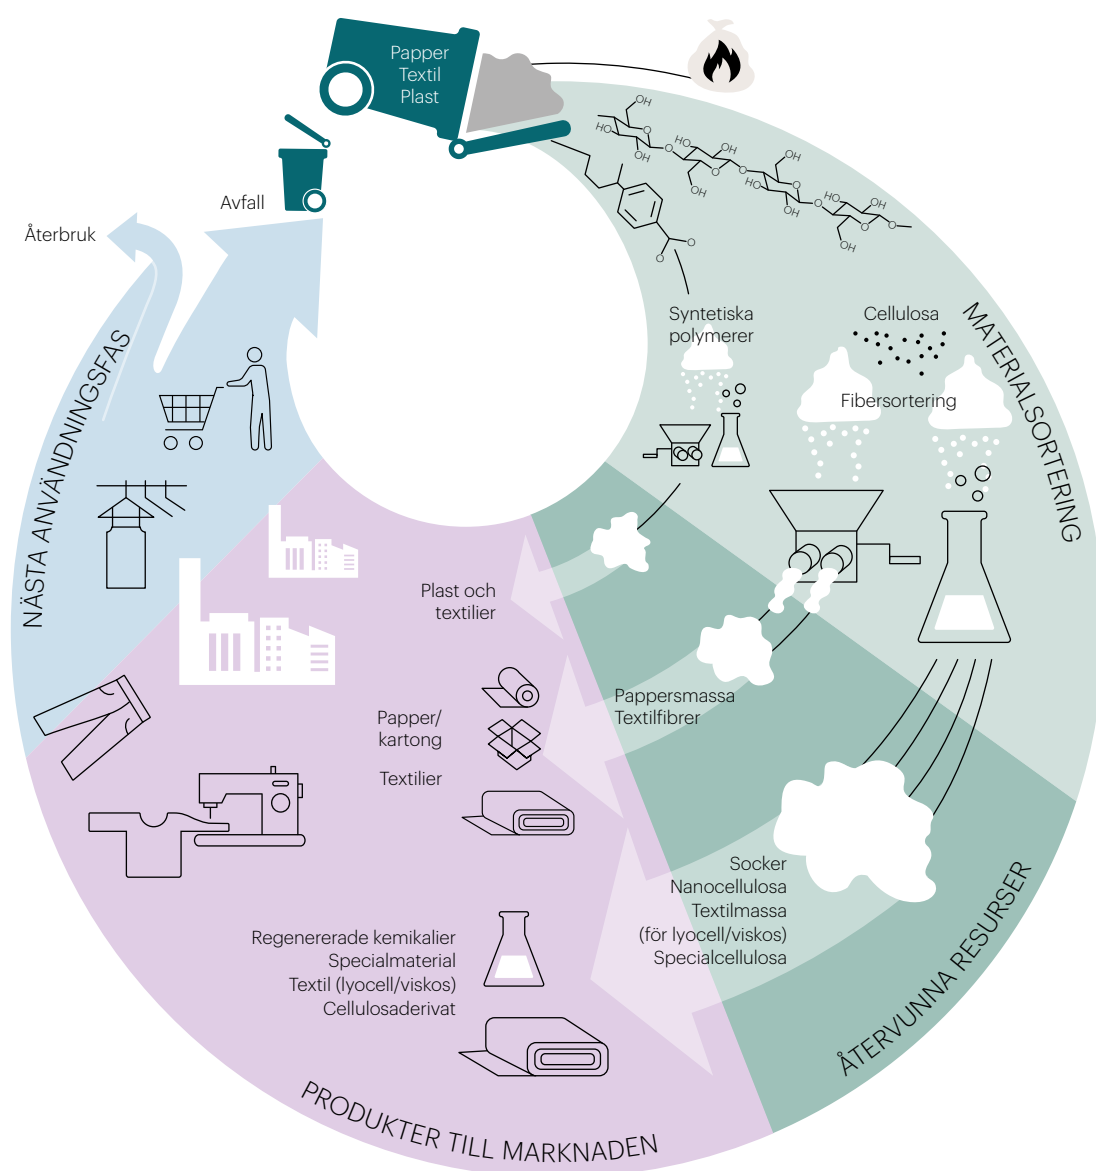 Papper
Textil
Plast
Avfall
Återbruk
OH
OH
HO
OH
O
O
O
OH
OH
OH
O
O
O
HO
OH
OH
O
O
OH
HO
OH
O
O
OH
O
O
Syntetiska
polymerer
Cellulosa
Fibersortering
MATERIALSORTERING
NÄSTA ANVÄNDNINGSFAS
Plast och
textilier
Pappersmassa
Textilfibrer
Papper/
kartong
Textilier
Socker
Nanocellulosa
Textilmassa
(för lyocell/viskos)
Specialcellulosa
Regenererade kemikalier
Specialmaterial
Textil (lyocell/viskos)
Cellulosaderivat
ÅTERVUNNA RESURSER
PRODUKTER TILL MARKNADEN